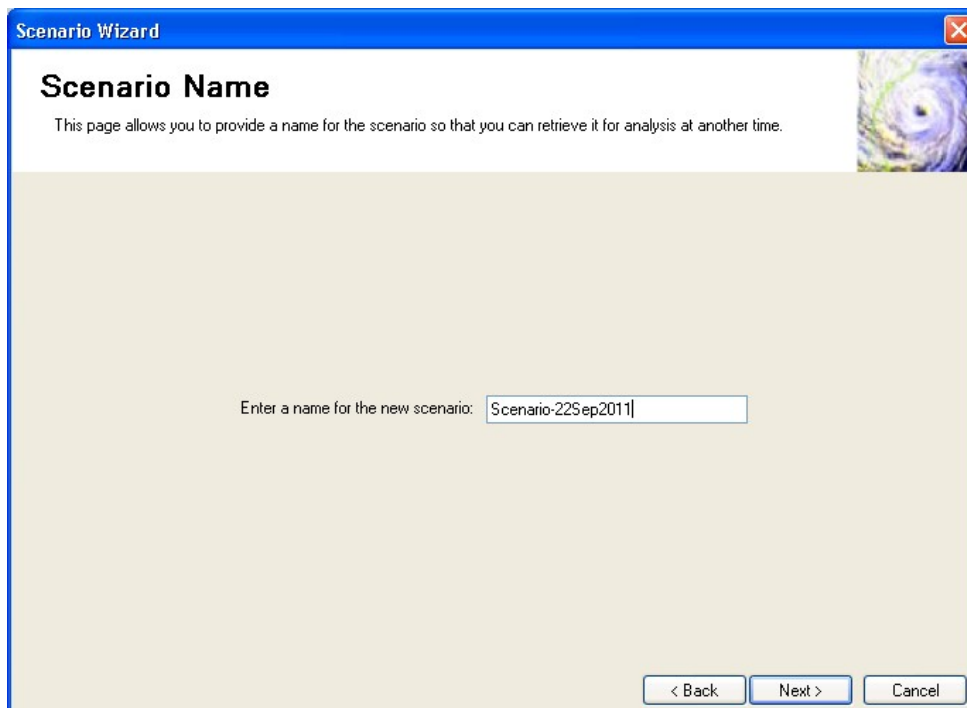 Scenario Wizard
Scenario Name
This page allows you to provide a name for the scenario so that you can retrieve it for analysis at another time.
Enter a name for the new scenario: Scenario-22Sep2011
< Back Next > Cancel